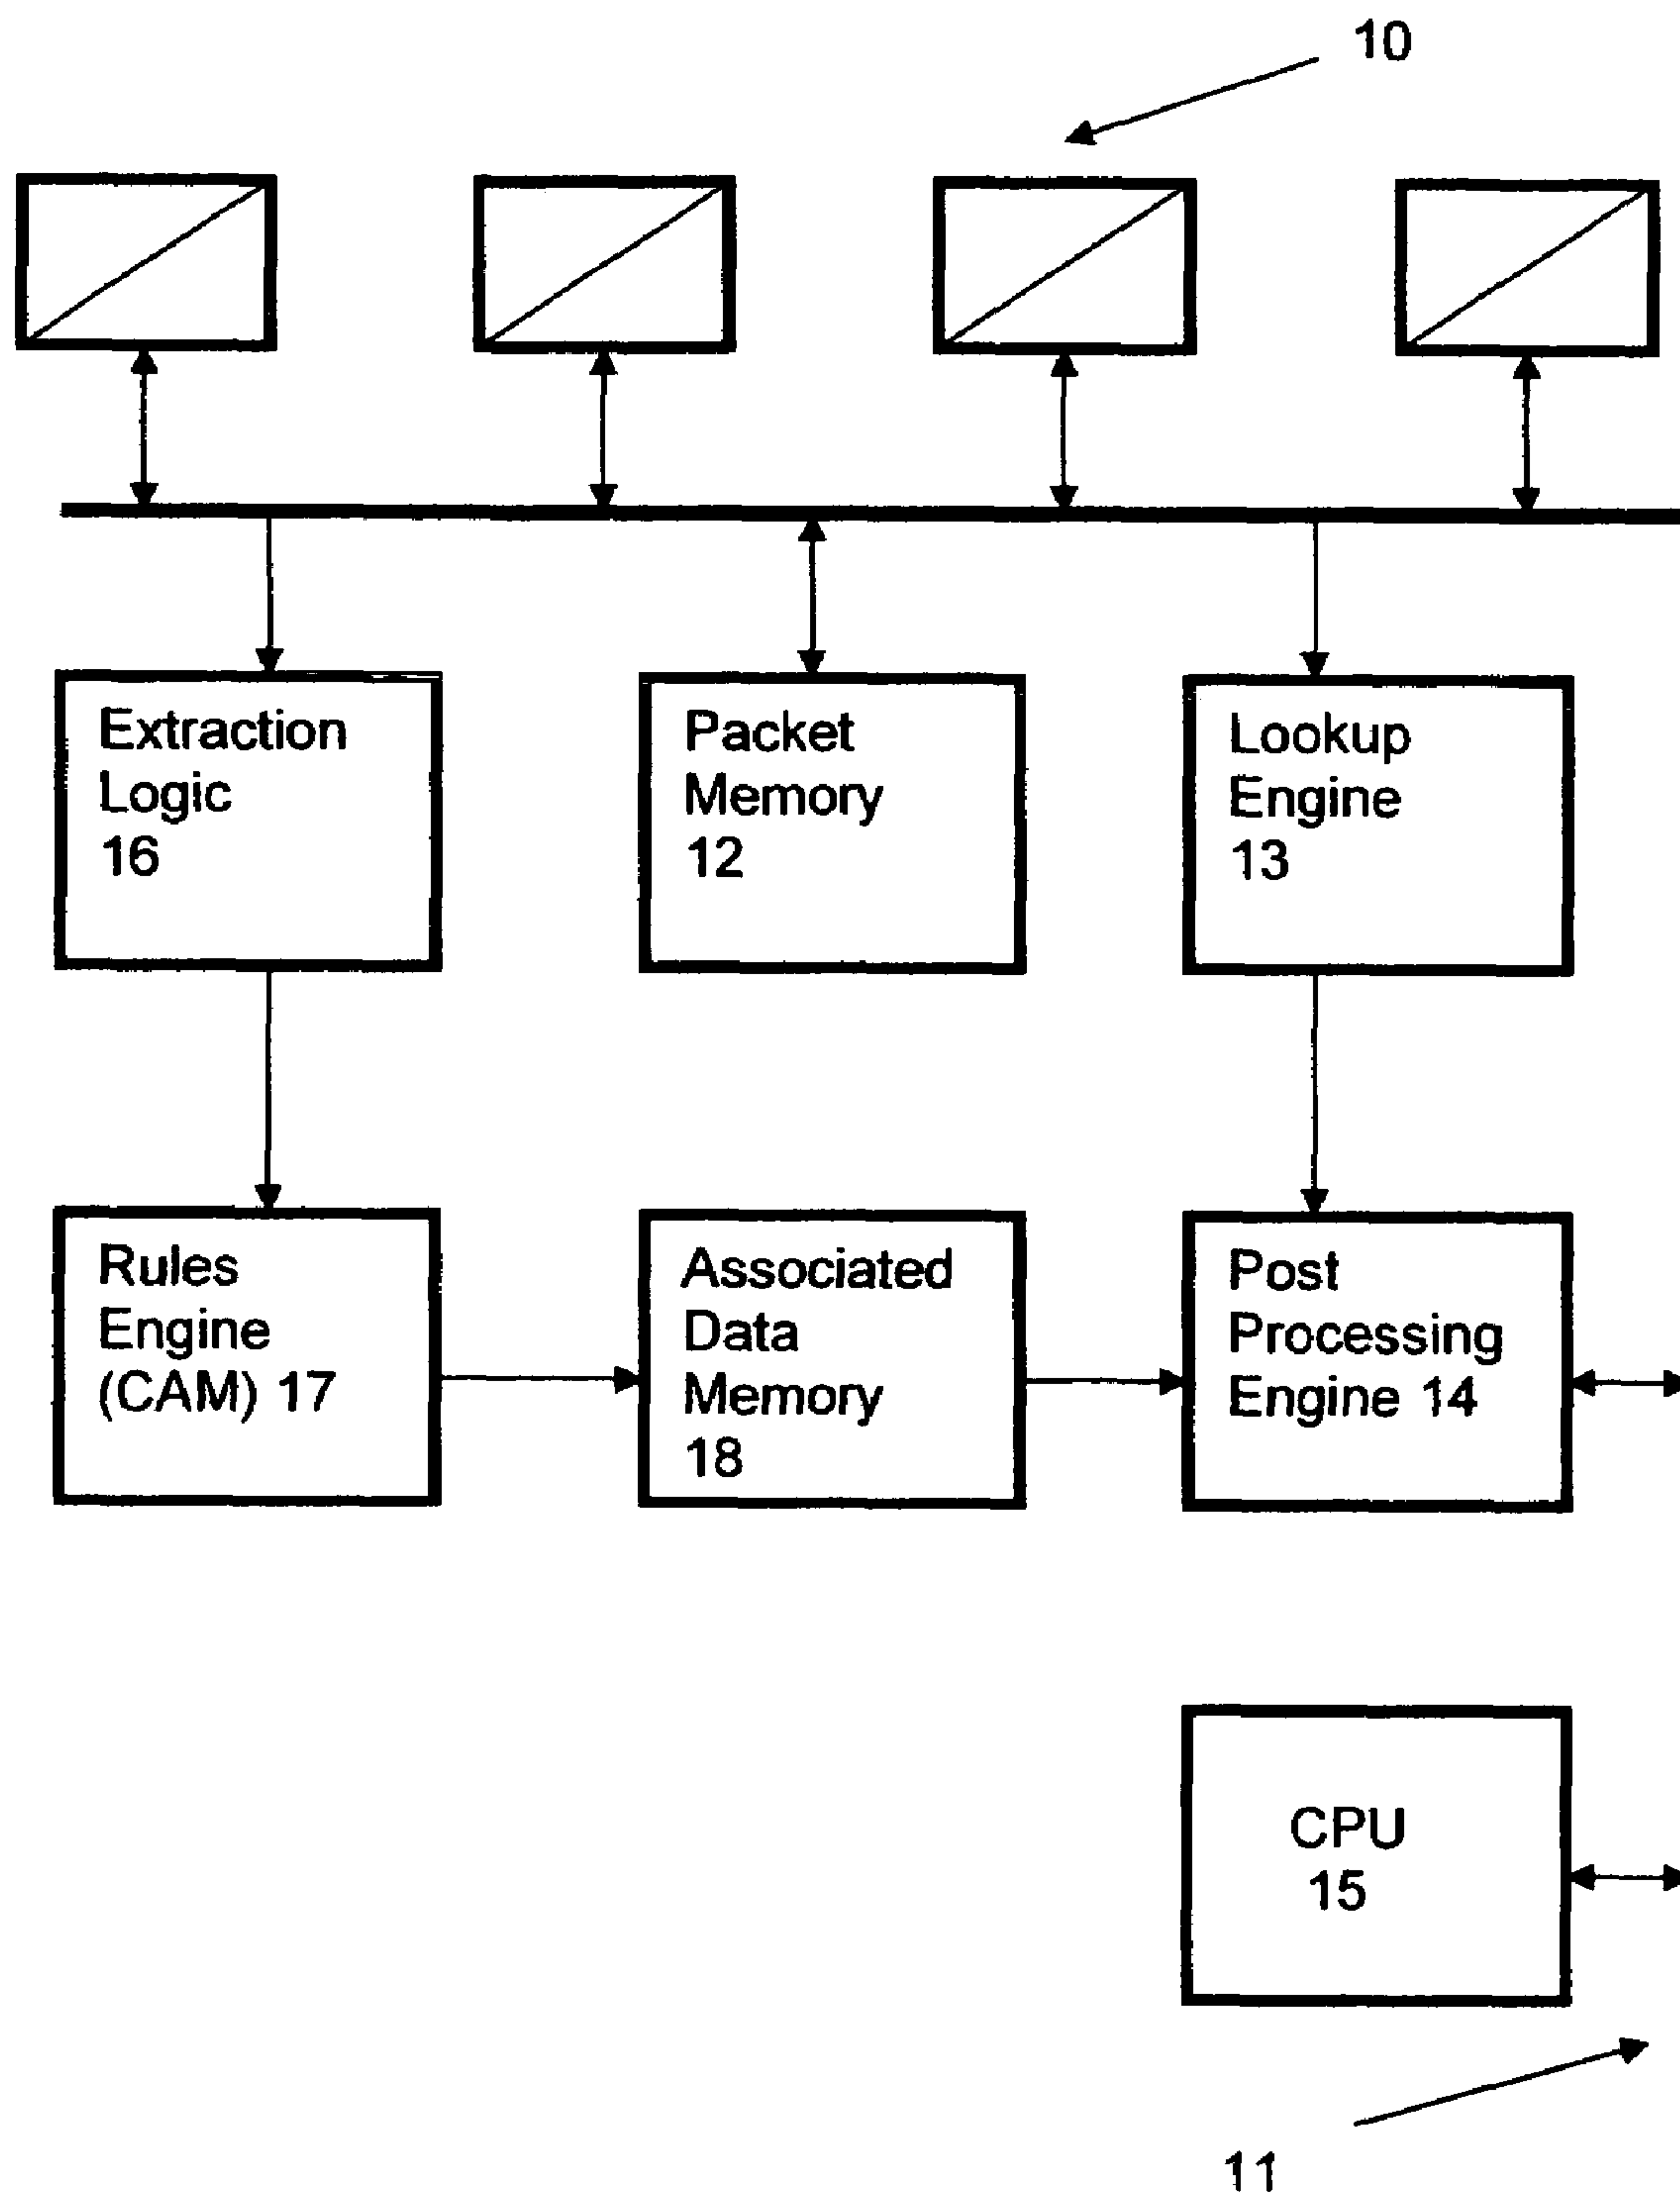 10
Extraction
Logic
16
Packet
Memory
12
Lookup
Engine
13
Rules
Engine
(CAM) 17
Associated
Data
Memory
18
Post
Processing
Engine 14
CPU
15
11